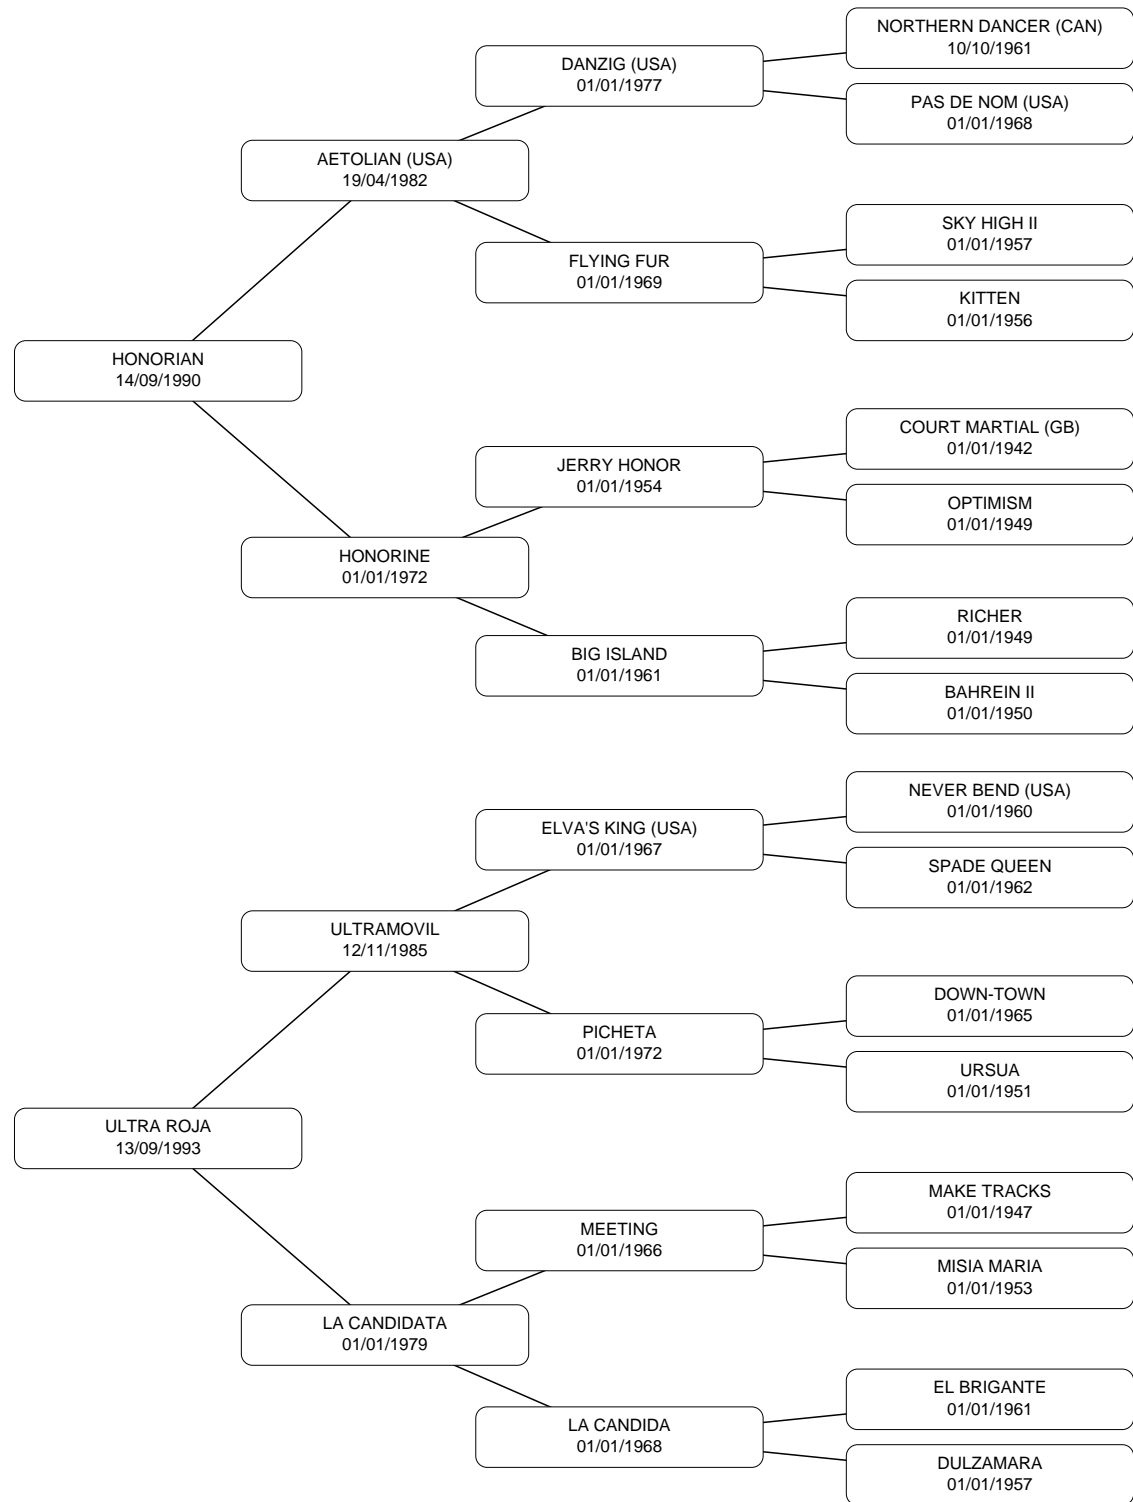 NORTHERN DANCER (CAN)
10/10/1961
DANZIG (USA)
01/01/1977
PAS DE NOM (USA)
01/01/1968
AETOLIAN (USA)
19/04/1982
SKY HIGH II
01/01/1957
FLYING FUR
01/01/1969
KITTEN
01/01/1956
HONORIAN
14/09/1990
COURT MARTIAL (GB)
01/01/1942
JERRY HONOR
01/01/1954
OPTIMISM
01/01/1949
HONORINE
01/01/1972
RICHER
01/01/1949
BIG ISLAND
01/01/1961
BAHREIN II
01/01/1950
NEVER BEND (USA)
01/01/1960
ELVA'S KING (USA)
01/01/1967
SPADE QUEEN
01/01/1962
ULTRAMOVIL
12/11/1985
DOWN-TOWN
01/01/1965
PICHETA
01/01/1972
URSUA
01/01/1951
ULTRA ROJA
13/09/1993
MAKE TRACKS
01/01/1947
MEETING
01/01/1966
MISIA MARIA
01/01/1953
LA CANDIDATA
01/01/1979
EL BRIGANTE
01/01/1961
LA CANDIDA
01/01/1968
DULZAMARA
01/01/1957